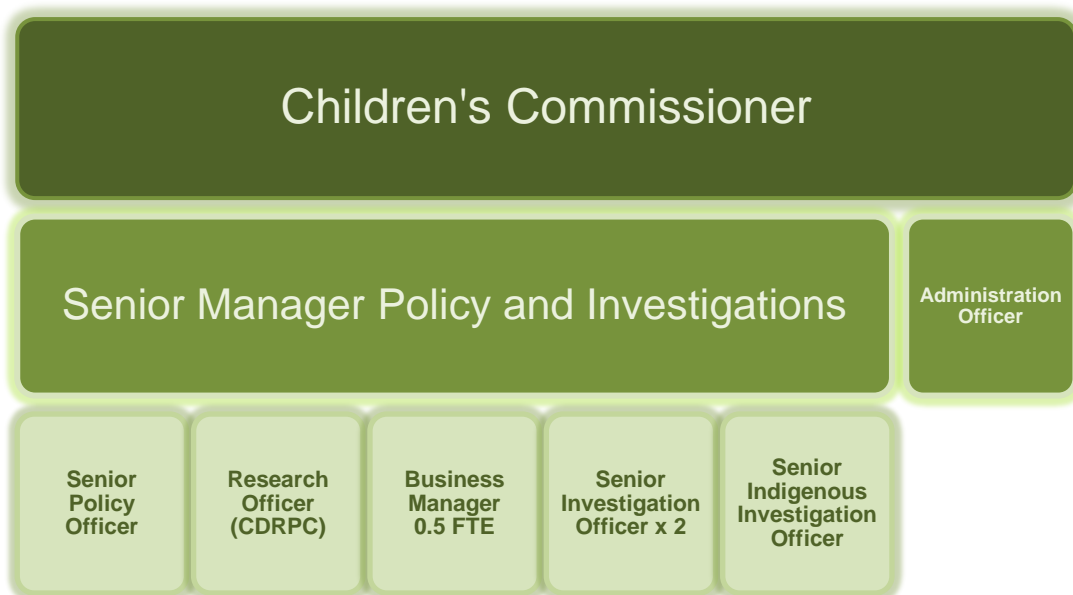 Children's Commissioner
Senior Manager Policy and Investigations
Administration
Officer
Senior
Policy
Officer
Research
Officer
(CDRPC)
Business
Manager
0.5 FTE
Senior
Investigation
Officer x 2
Senior
Indigenous
Investigation
Officer